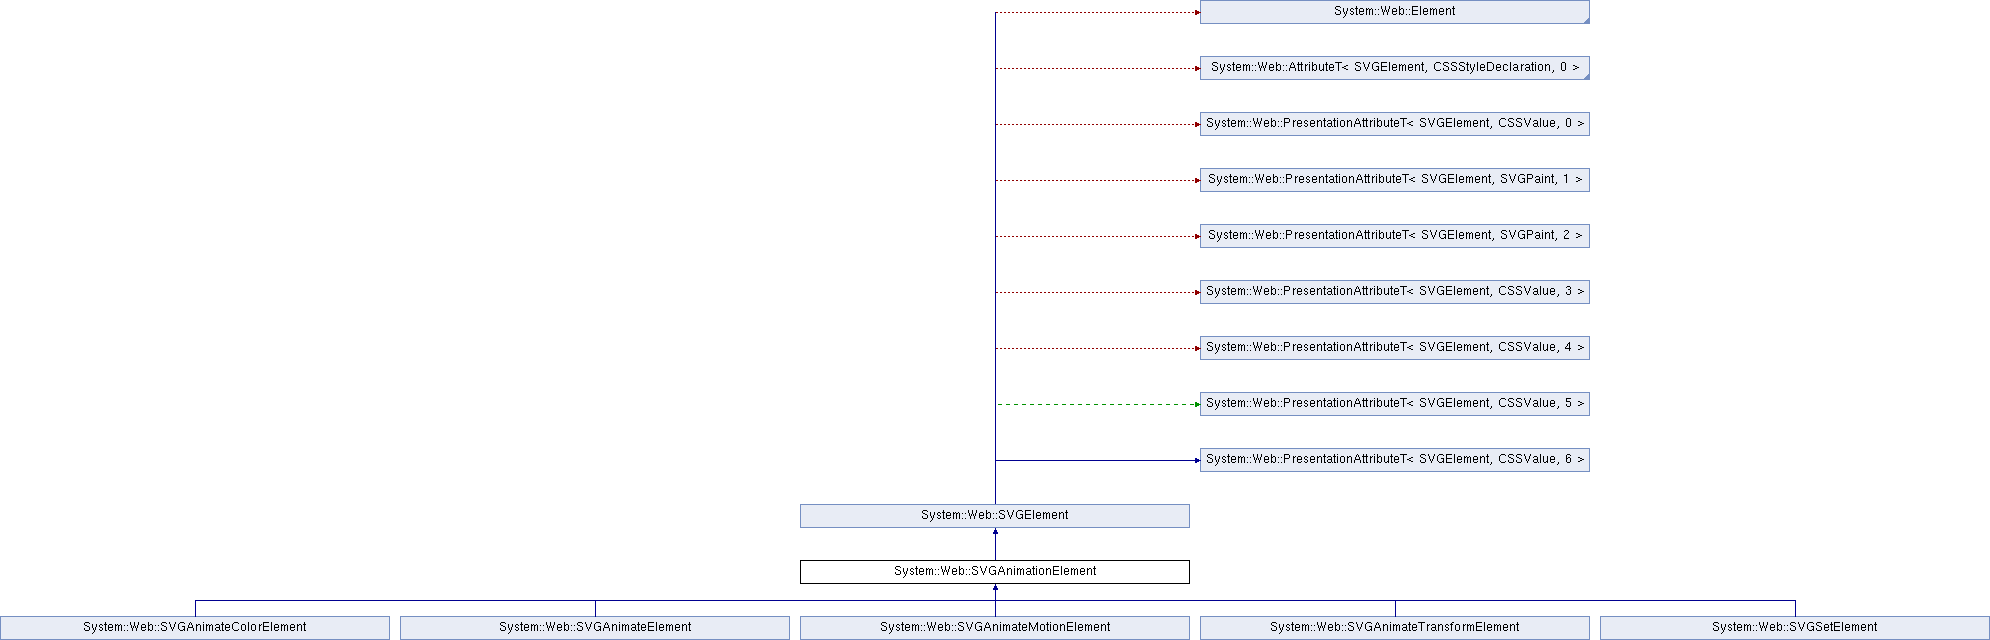 System::Web::Element
System::Web::AttributeT< SVGElement, CSSStyleDeclaration, 0 >
System::Web::PresentationAttributeT< SVGElement, CSSValue, 0 >
System::Web::PresentationAttributeT< SVGElement, SVGPaint, 1 >
System::Web::PresentationAttributeT< SVGElement, SVGPaint, 2 >
System::Web::PresentationAttributeT< SVGElement, CSSValue, 3 >
System::Web::PresentationAttributeT< SVGElement, CSSValue, 4 >
System::Web::PresentationAttributeT< SVGElement, CSSValue, 5 >
System::Web::PresentationAttributeT< SVGElement, CSSValue, 6 >
System::Web::SVGElement
System::Web::SVGAnimationElement
System::Web::SVGAnimateColorElement
System::Web::SVGAnimateElement
System::Web::SVGAnimateMotionElement
System::Web::SVGAnimateTransformElement
System::Web::SVGSetElement